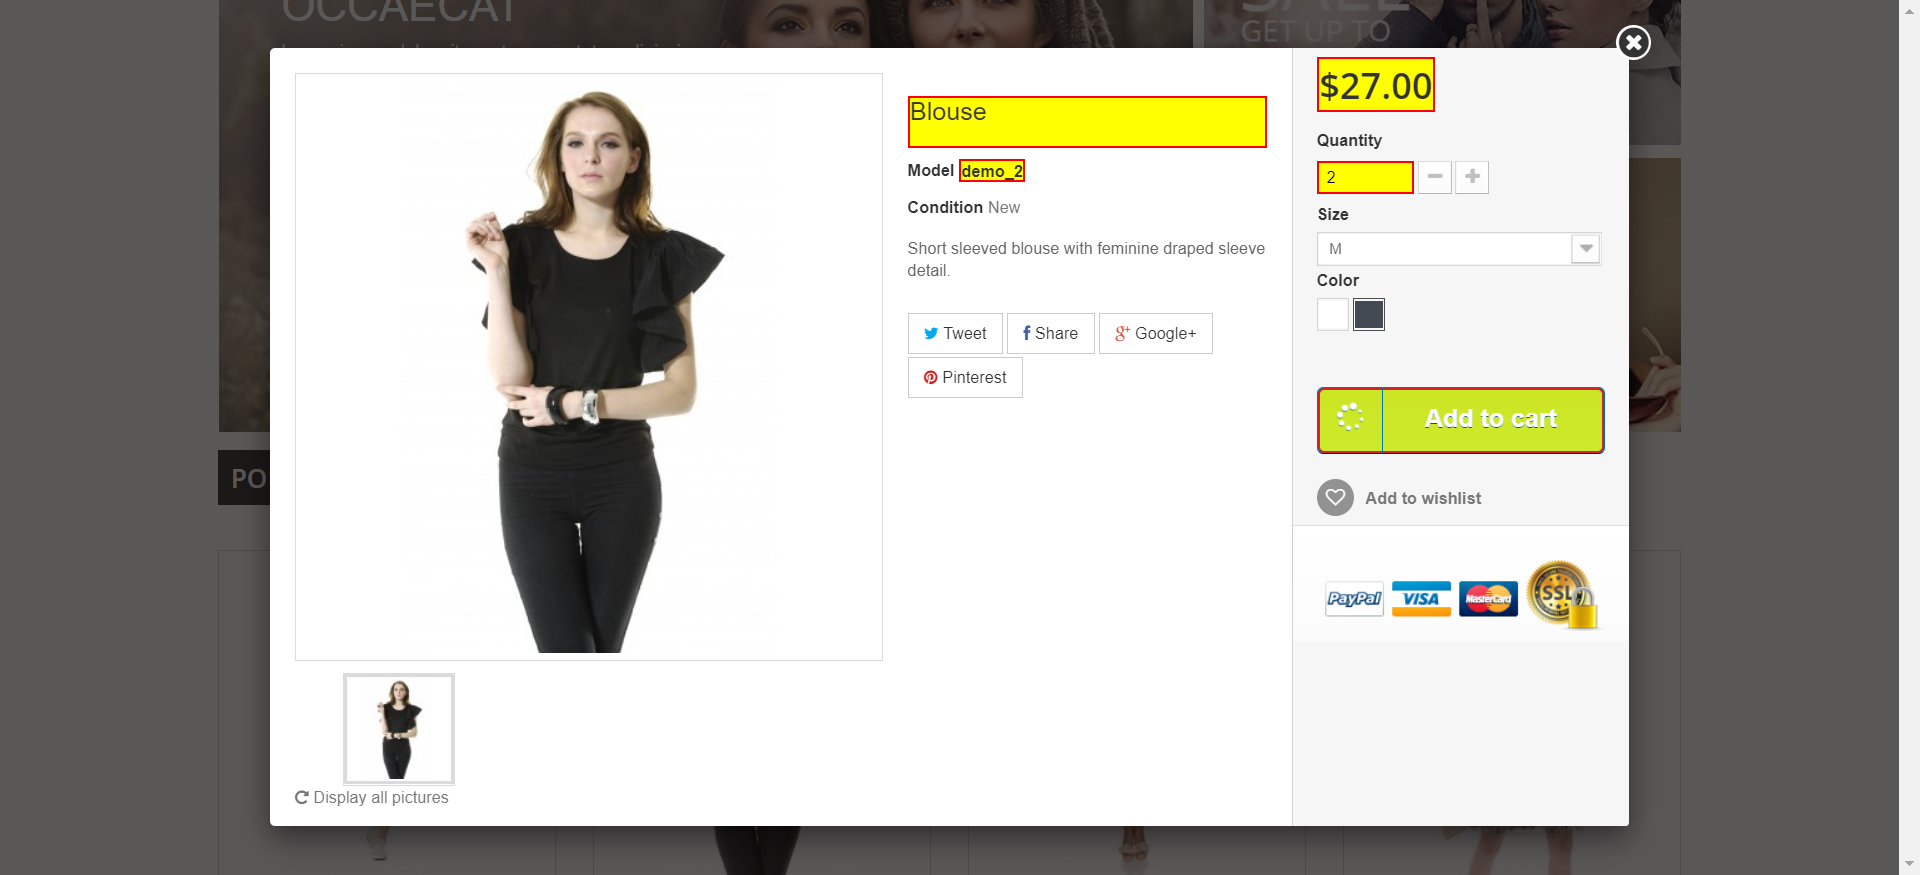 OCCAECAT
SALE
GET UP TO
$27.00
Blouse
Quantity
Model demo_2
2
Condition New
Size
Short sleeved blouse with feminine draped sleeve
detail.
M
Color
Tweet
Share
Google+
Pinterest
Add to cart
Add to wishlist
PO
PayPal
VISA
MasterCard
SSL
Display all pictures